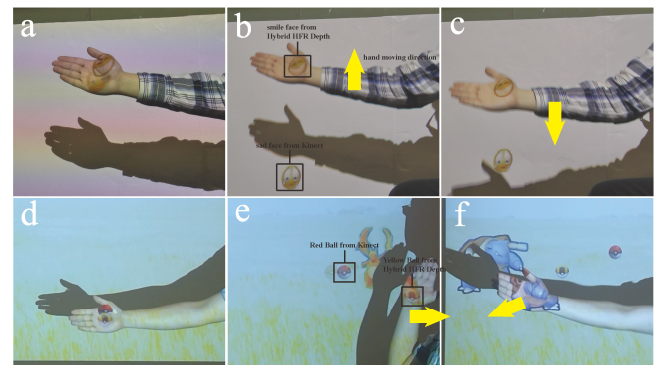 a
b
c
smile face from
Hybrid HFR Depth
hand moving direction
sad face from Kinect
d
e
f
Red Ball from Kinect
Yellow Ball from
Hybrid HFR Depth